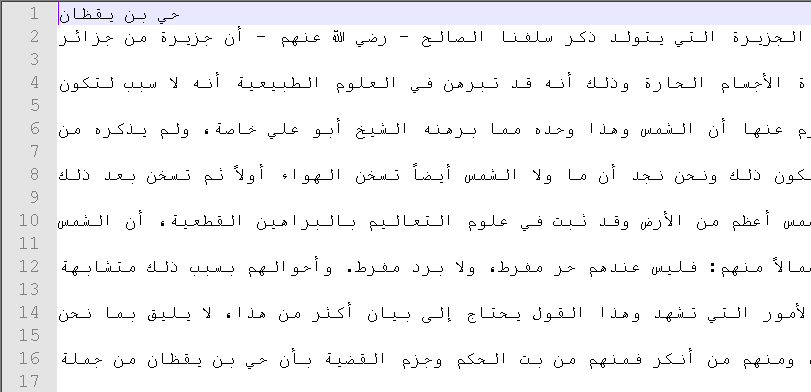 1 حي بن يقظان
2 الجزيرة التي يتولد ذكر سلفنا الصالح - رضي الله عنهم - أن جزيرة من جزائر
3
4 ة الأجسام الحارة وذلك أنه قد تبرهن في العلوم الطبيعية أنه لا سبب لتكون
5
6 م عنها أن الشمس وهذا وحده مما برهنه الشيخ أبو علي خاصة، ولم يذكره من
7
8 كون ذلك ونحن نجد أن ما ولا الشمس أيضاً تسخن الهواء أولاً ثم تسخن بعد ذلك
9
10 مس أعظم من الأرض وقد ثبت في علوم التعاليم بالبراهين القطعية، أن الشمس
11
12 مالاً منهم: فليس عندهم حر مفرط، ولا برد مفرط. وأحوالهم بسبب ذلك متشابهة
13
14 لأمور التي تشهد وهذا القول يحتاج إلى بيان أكثر من هذا، لا يليق بما نحن
15
16 ، ومنهم من أنكر فمنهم من بت الحكم وجزم القضية بأن حي بن يقظان من جملة
17